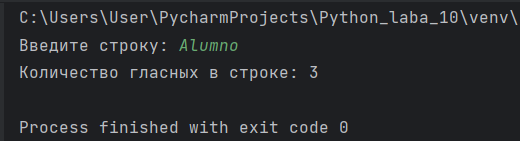 C:\Users\User\PycharmProjects\Python_laba_10\venv\
Введите строку: Alumno
Количество гласных в строке: 3
Process finished with exit code 0